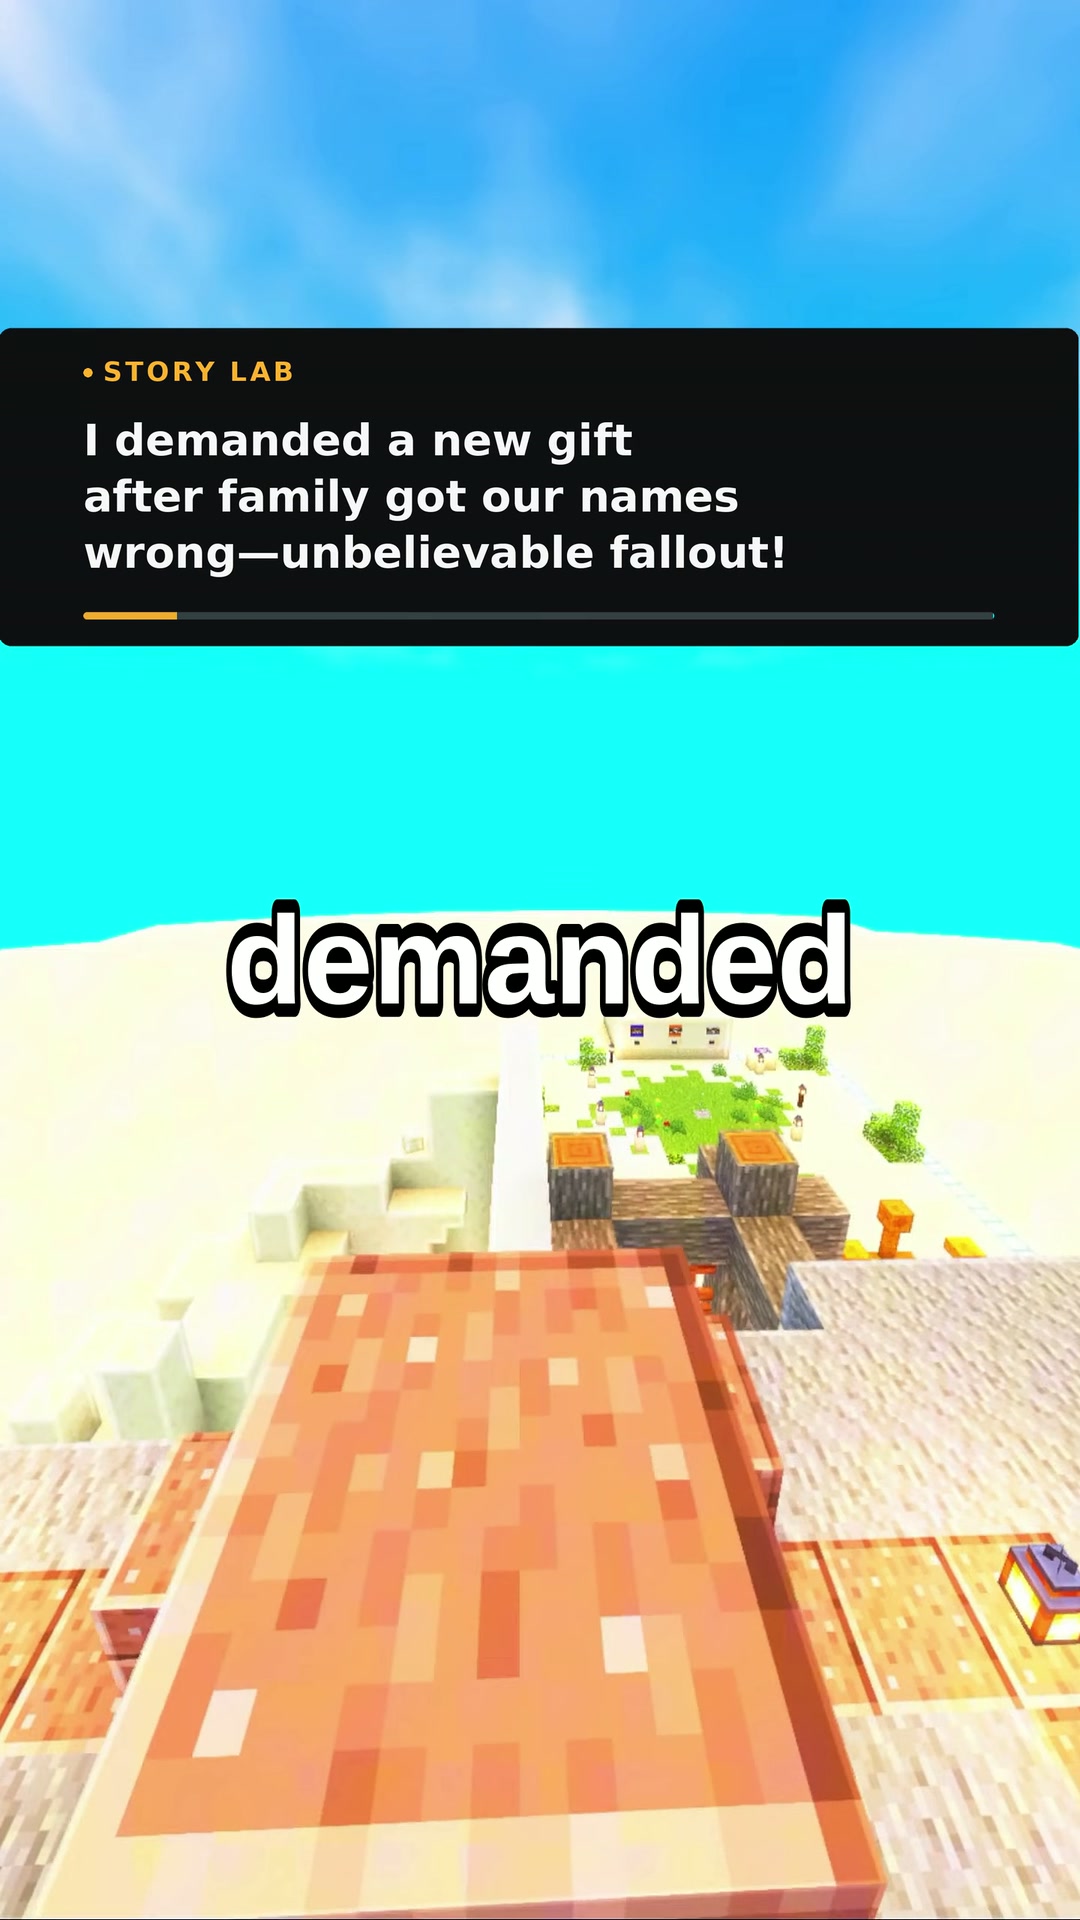 • STORY LAB
I demanded a new gift
after family got our names
wrong—unbelievable fallout!
demanded